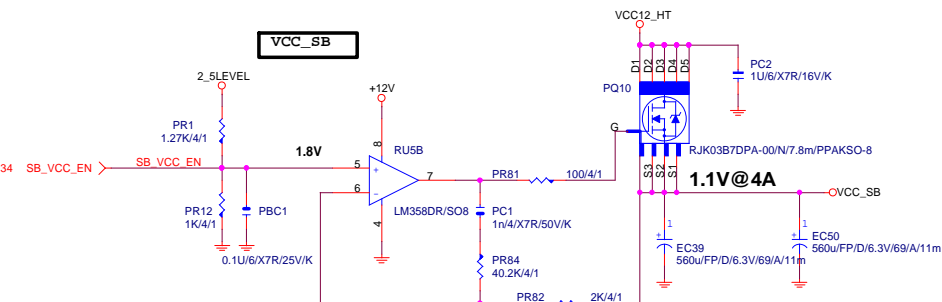 VCC12_HT
VCC_SB
D1
D2
D3
D4
D5
PC2
1U/6/X7R/16V/K
2_5LEVEL
+12V
PQ10
PR1
1.27K/4/1
8
G
1.8V
RU5B
RJK03B7DPA-00/N/7.8m/PPAKSO-8
34 SB_VCC_EN
SB_VCC_EN
5
+
7
PR81
100/4/1
S3
S2
S1
1.1V@4A
6
-
VCC_SB
PR12
1K/4/1
PBC1
4
LM358DR/SO8
PC1
1n/4/X7R/50V/K
1
+
1
+
EC39
560u/FP/D/6.3V/69/A/11m
EC50
560u/FP/D/6.3V/69/A/11m
0.1U/6/X7R/25V/K
PR84
40.2K/4/1
PR82
2K/4/1